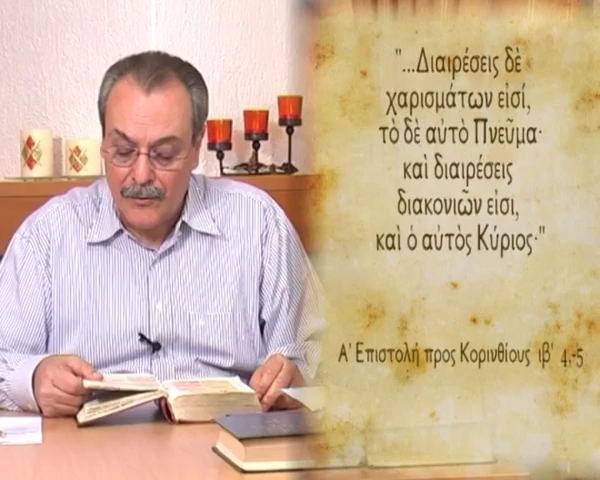 "...Διαιρέσεις δὲ
χαρισμάτων εἰσί,
τὸ δὲ αὐτὸ Πνεῦμα·
καὶ διαιρέσεις
διακονιῶν εἰσι,
καὶ ὁ αὐτὸς Κύριος·"
Α' Επιστολή προς Κορινθίους ιβ' 4.-5